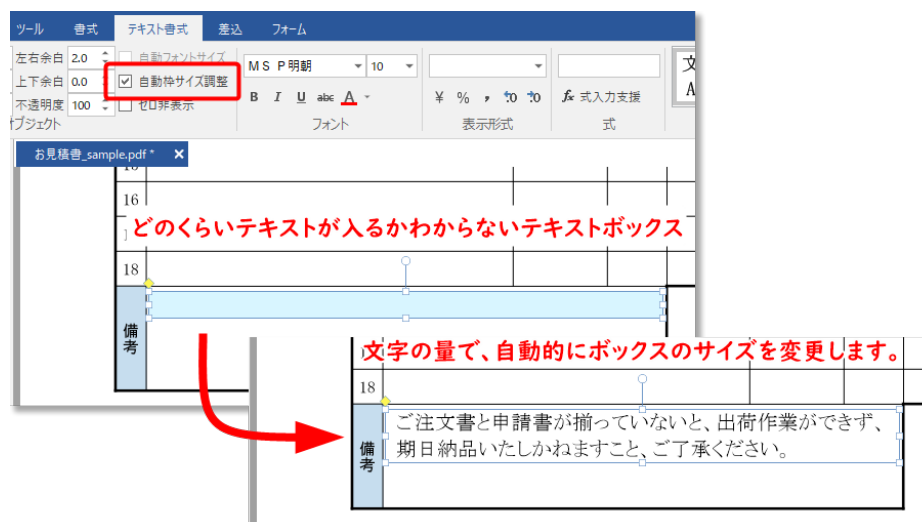 ツール 書式 テキスト書式 差込 フォーム
左右余白 2.0 自動フォントサイズ
上下余白 0.0 自動枠サイズ調整
不透明度 100 ゼロ非表示
MS P明朝 10
B I U abc A
¥ % , .0 .0 fx 式入力支援
文
A
オブジェクト フォント 表示形式 式
お見積書_sample.pdf * ×
16
どのくらいテキストが入るかわからないテキストボックス
18
備考
文字の量で、自動的にボックスのサイズを変更します。
18
備考
ご注文書と申請書が揃っていないと、出荷作業ができず、
期日納品いたしかねますこと、ご了承ください。